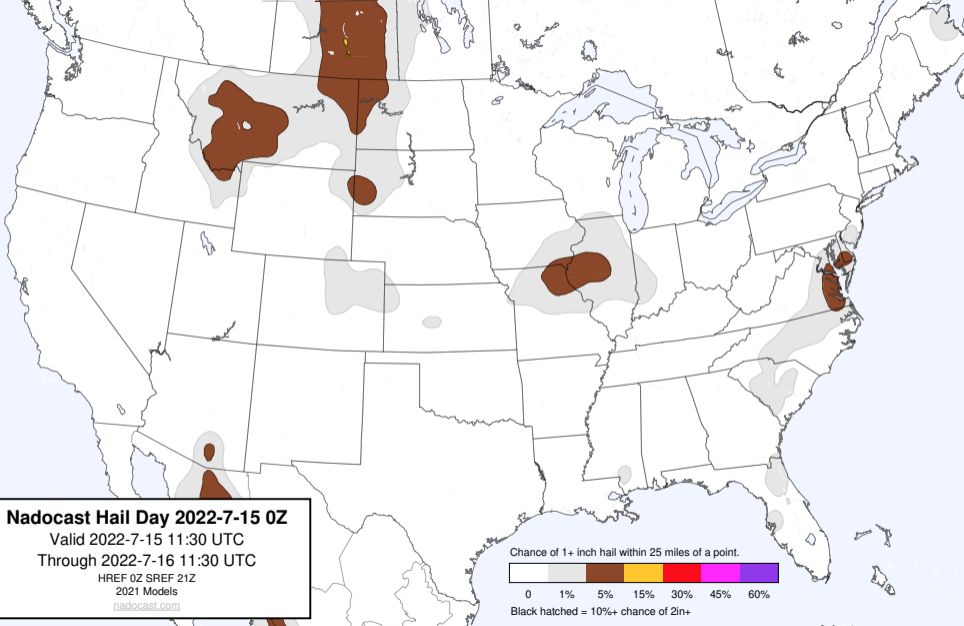 Nadocast Hail Day 2022-7-15 0Z
Valid 2022-7-15 11:30 UTC
Through 2022-7-16 11:30 UTC
HREF 0Z SREF 21Z
2021 Models
nadocast.com
Chance of 1+ inch hail within 25 miles of a point.
0 1% 5% 15% 30% 45% 60%
Black hatched = 10%+ chance of 2in+